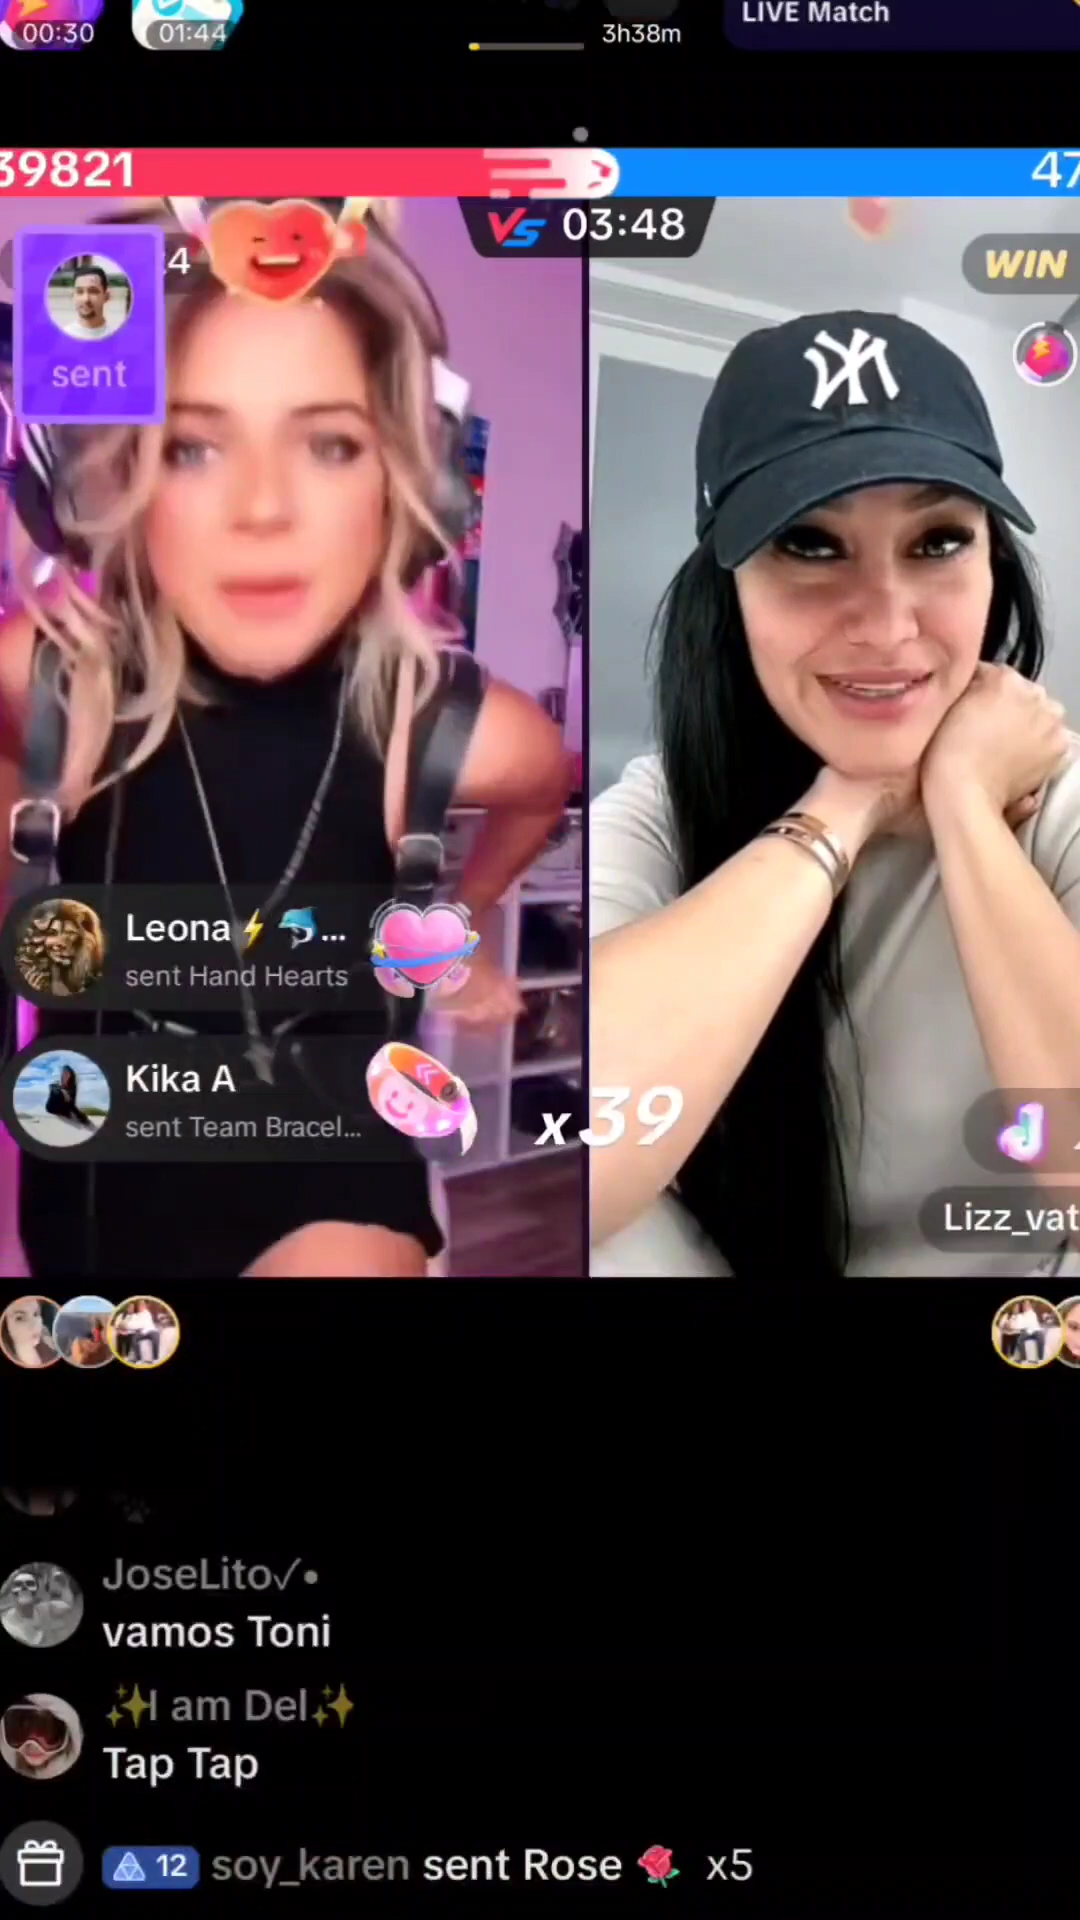 00:30
01:44
3h38m
LIVE Match
39821
47
VS 03:48
4
WIN
sent
NY
Leona⚡🐬...
sent Hand Hearts
Kika A
sent Team Bracel...
x39
Lizz_vat
JoseLito✓•
vamos Toni
✨I am Del✨
Tap Tap
12 soy_karen sent Rose 🌹 x5